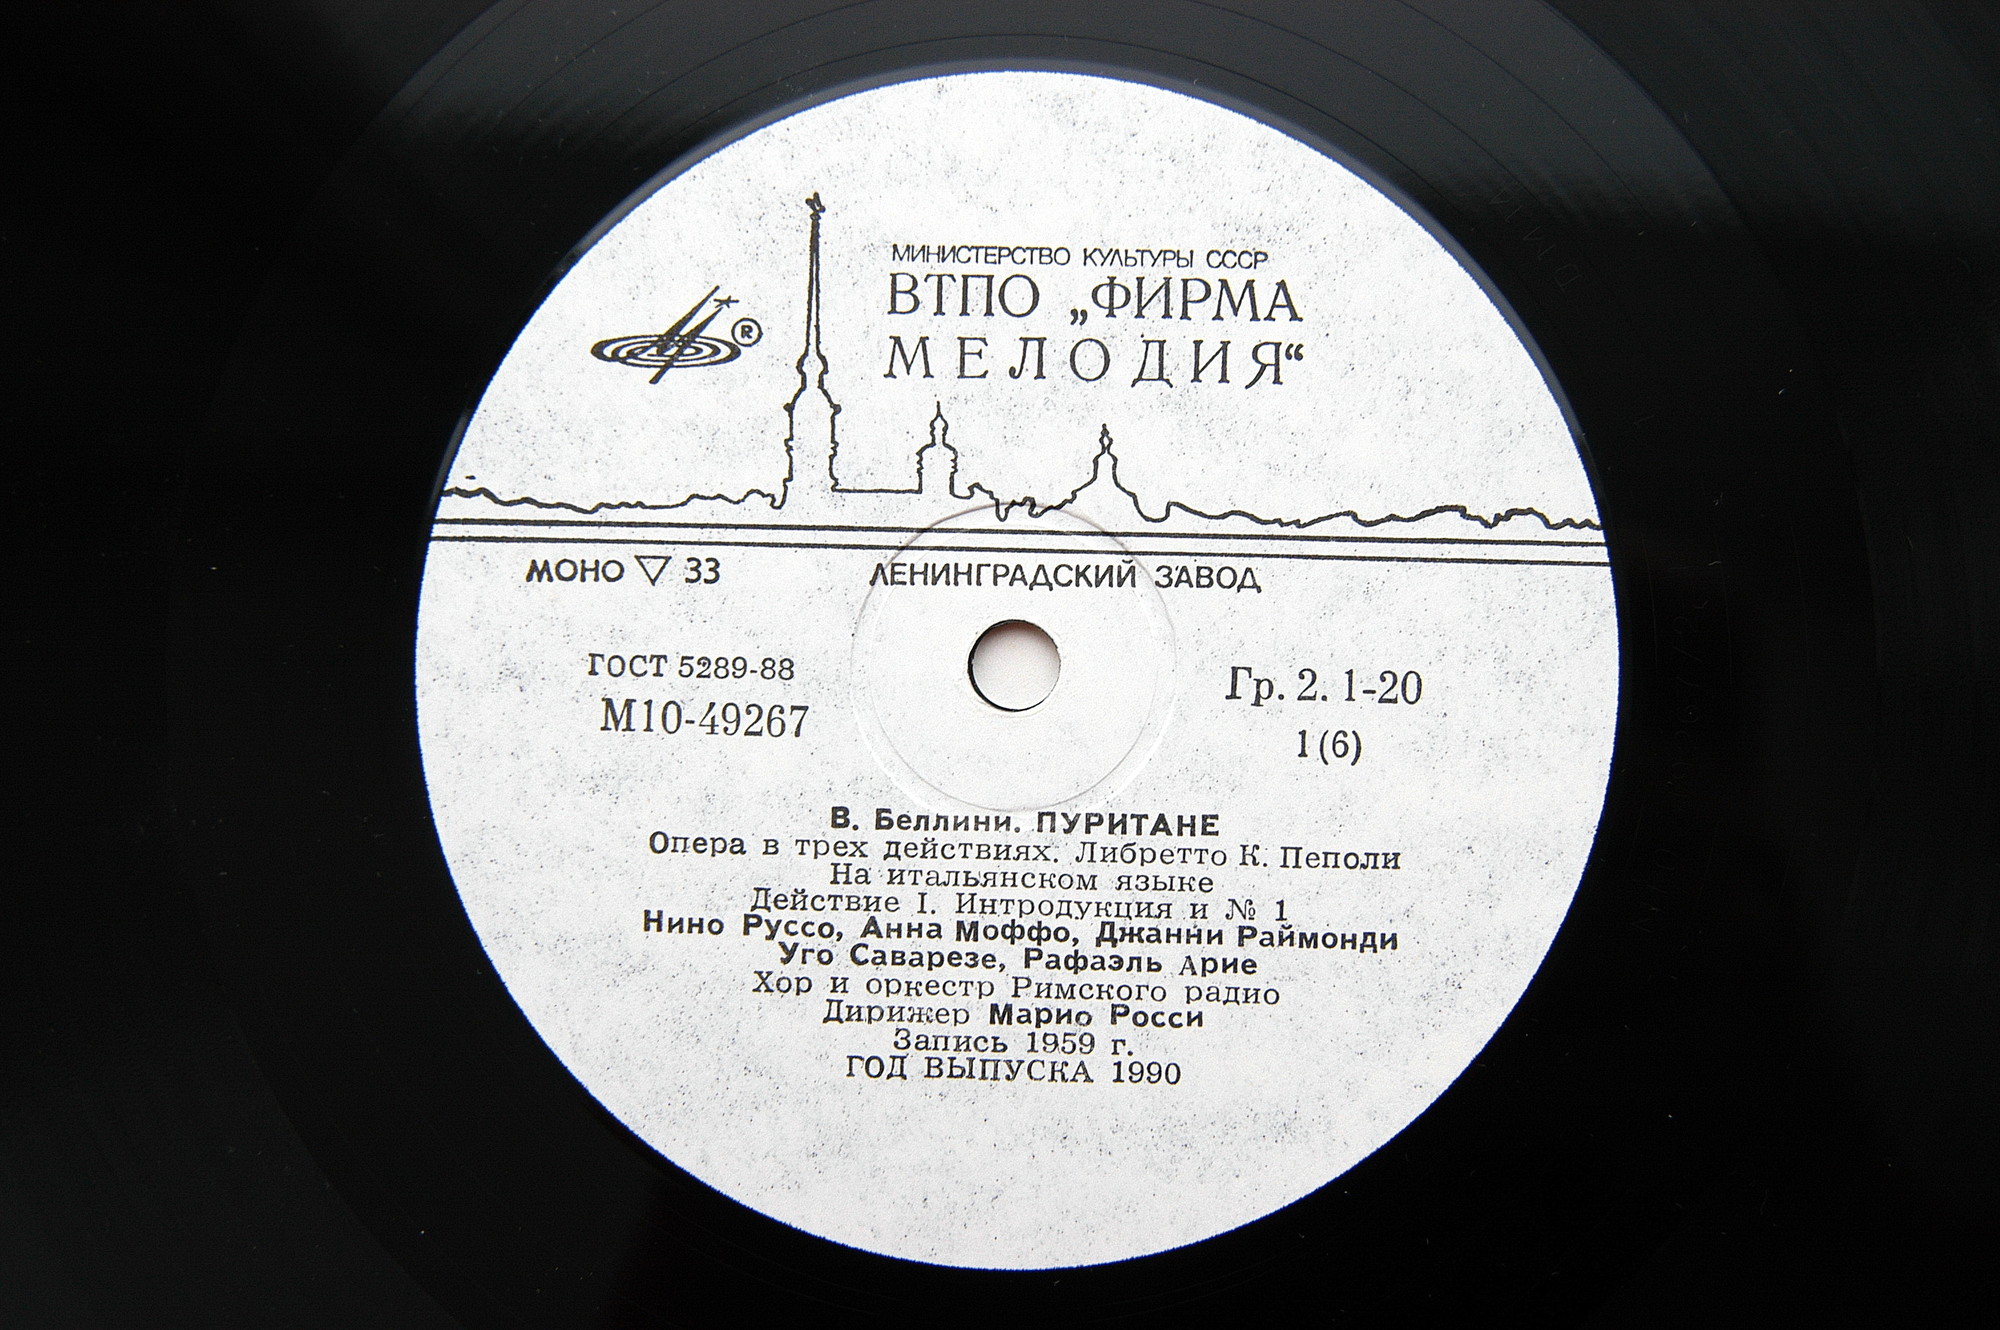 МИНИСТЕРСТВО КУЛЬТУРЫ СССР
ВТПО „ФИРМА
МЕЛОДИЯ“
®
МОНО ▽ 33 ЛЕНИНГРАДСКИЙ ЗАВОД
ГОСТ 5289-88
М10-49267
Гр. 2. 1-20
1(6)
В. Беллини. ПУРИТАНЕ
Опера в трех действиях. Либретто К. Пеполи
На итальянском языке
Действие I. Интродукция и № 1
Нино Руссо, Анна Моффо, Джанни Раймонди
Уго Саварезе, Рафаэль Арие
Хор и оркестр Римского радио
Дирижер Марио Росси
Запись 1959 г.
ГОД ВЫПУСКА 1990